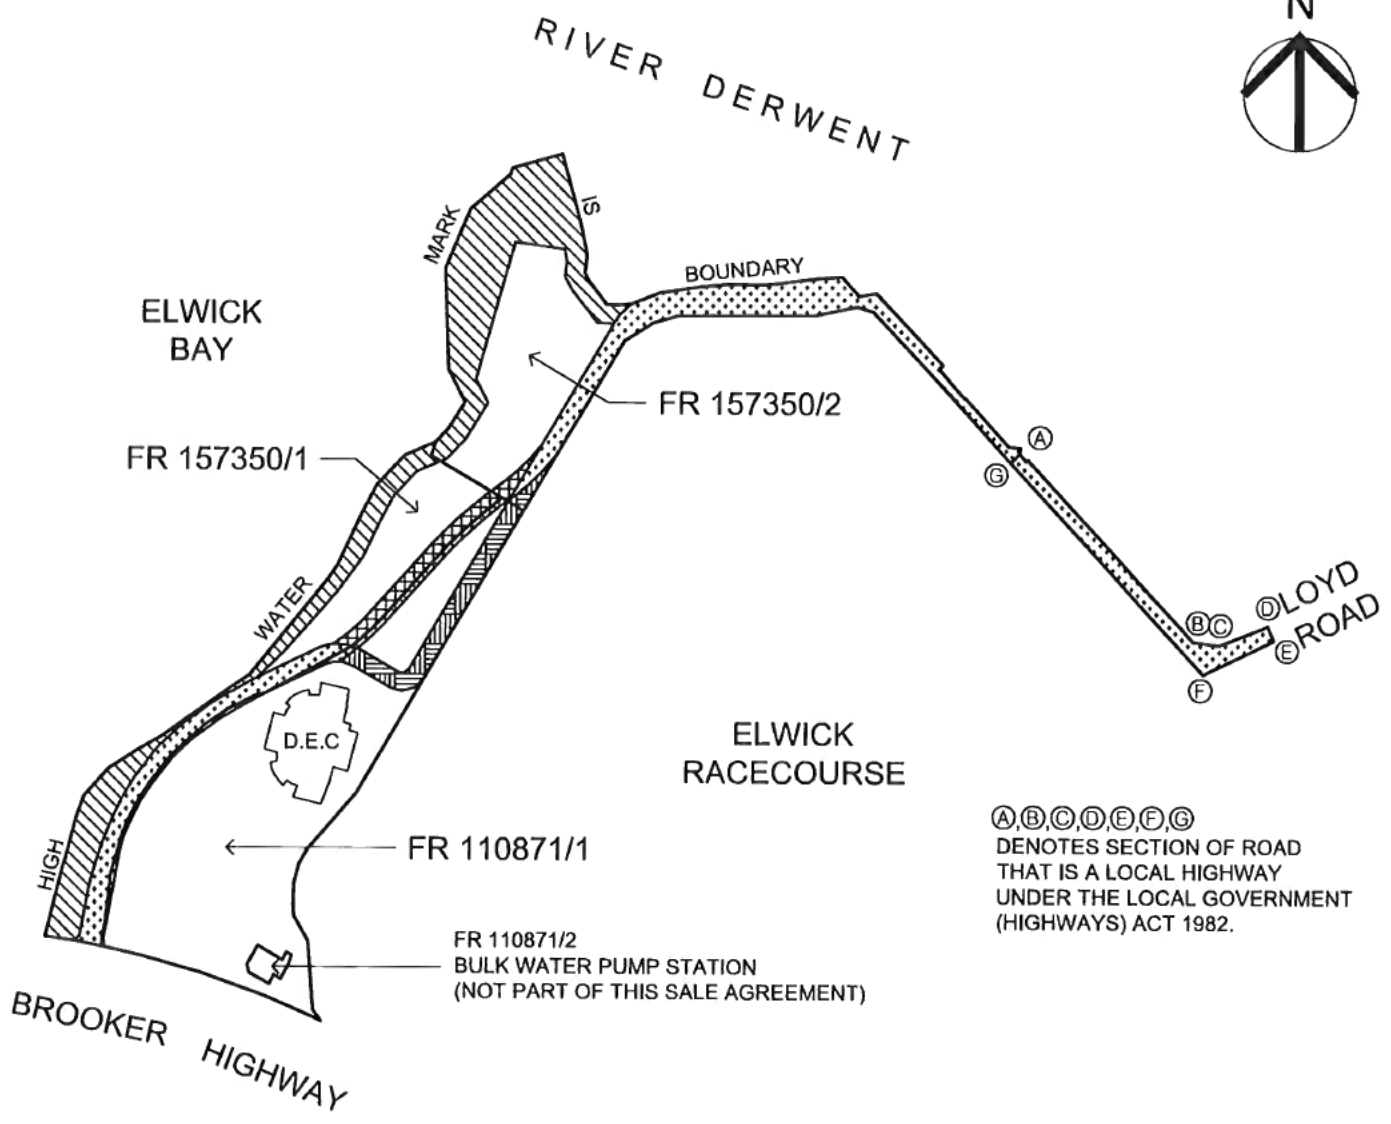 N
RIVER DERWENT
MARK
IS
BOUNDARY
ELWICK
BAY
FR 157350/2
FR 157350/1
A
G
WATER
B
C
D
LOYD
ROAD
E
F
D.E.C
ELWICK
RACECOURSE
A,B,C,D,E,F,G
DENOTES SECTION OF ROAD
THAT IS A LOCAL HIGHWAY
UNDER THE LOCAL GOVERNMENT
(HIGHWAYS) ACT 1982.
FR 110871/1
HIGH
FR 110871/2
BULK WATER PUMP STATION
(NOT PART OF THIS SALE AGREEMENT)
BROOKER HIGHWAY